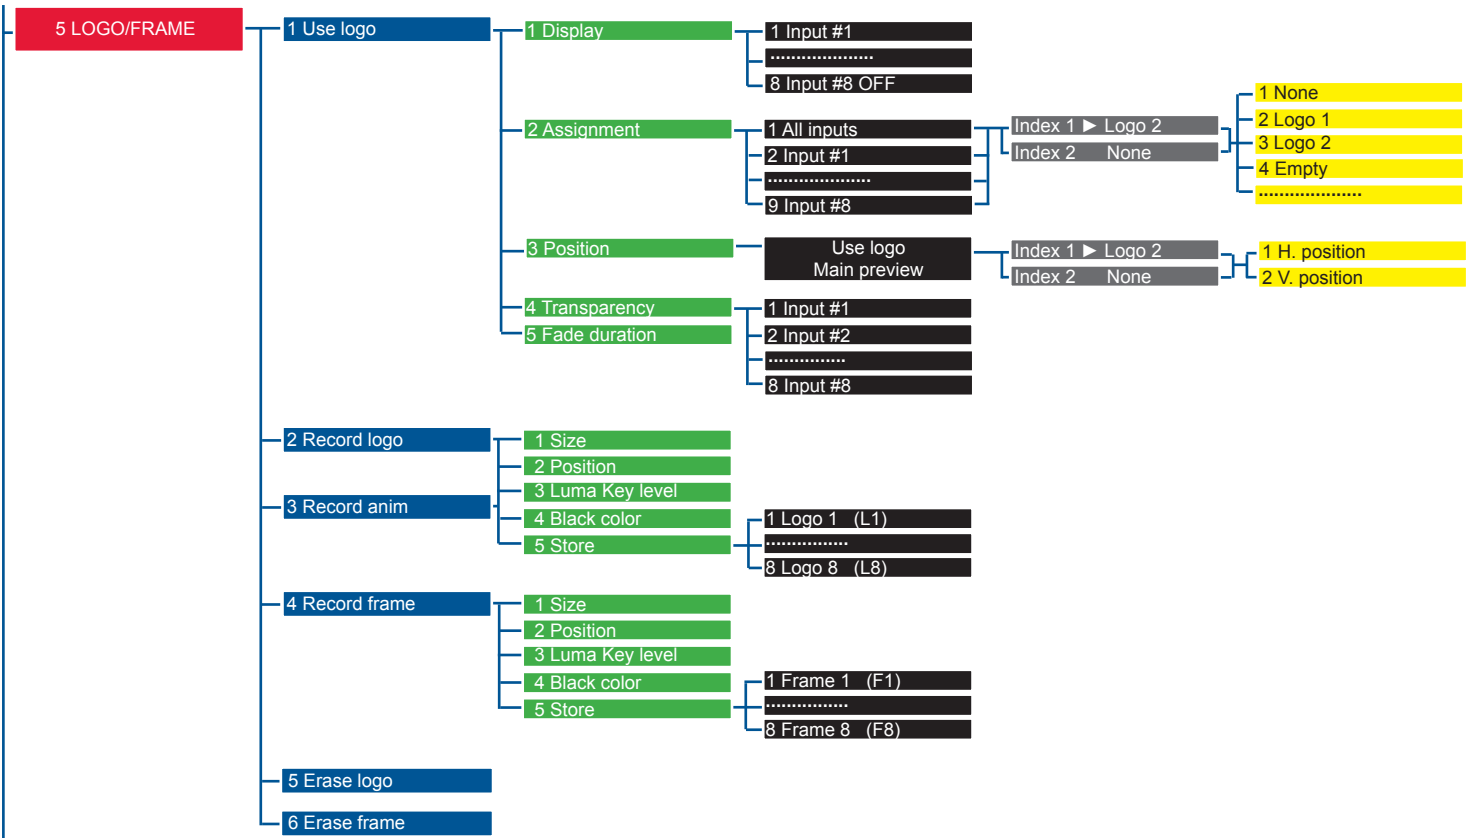 5 LOGO/FRAME
1 Use logo
1 Display
1 Input #1
....................
8 Input #8 OFF
2 Assignment
1 All inputs
2 Input #1
....................
9 Input #8
Index 1 ► Logo 2
Index 2 None
1 None
2 Logo 1
3 Logo 2
4 Empty
....................
3 Position
Use logo
Main preview
Index 1 ► Logo 2
Index 2 None
1 H. position
2 V. position
4 Transparency
5 Fade duration
1 Input #1
2 Input #2
...............
8 Input #8
2 Record logo
3 Record anim
1 Size
2 Position
3 Luma Key level
4 Black color
5 Store
1 Logo 1 (L1)
................
8 Logo 8 (L8)
4 Record frame
1 Size
2 Position
3 Luma Key level
4 Black color
5 Store
1 Frame 1 (F1)
................
8 Frame 8 (F8)
5 Erase logo
6 Erase frame